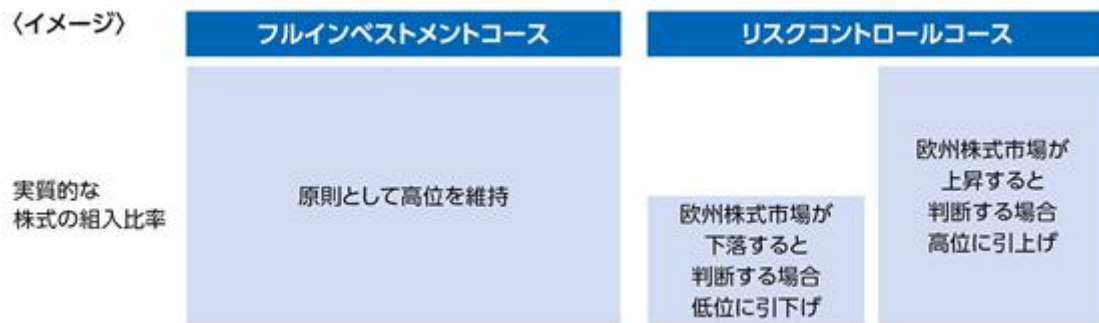 〈イメージ〉
フルインベストメントコース
リスクコントロールコース
実質的な
株式の組入比率
原則として高位を維持
欧州株式市場が
下落すると
判断する場合
低位に引下げ
欧州株式市場が
上昇すると
判断する場合
高位に引上げ